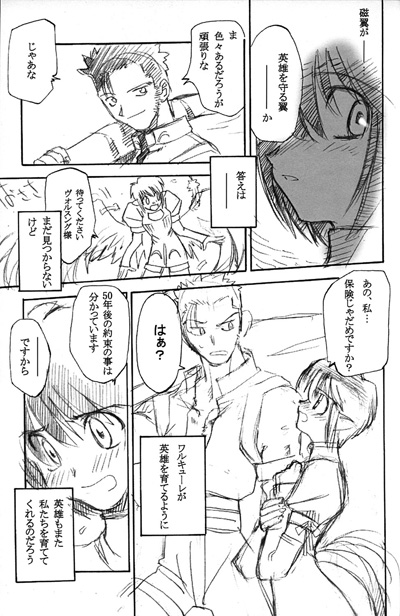 磁翼が
――
英雄を守る翼
――か
答えは
――
ま
色々あるだろうが
頑張りな
じゃあな
待ってください
ヴォルスング様
まだ見つからない
けど
あの、私…
保険じゃだめですか?
はぁ?
ワルキューレが
英雄を育てるように
50年後の約束の事は
分かっています
ですから
――
英雄もまた
私たちを育てて
くれるのだろう